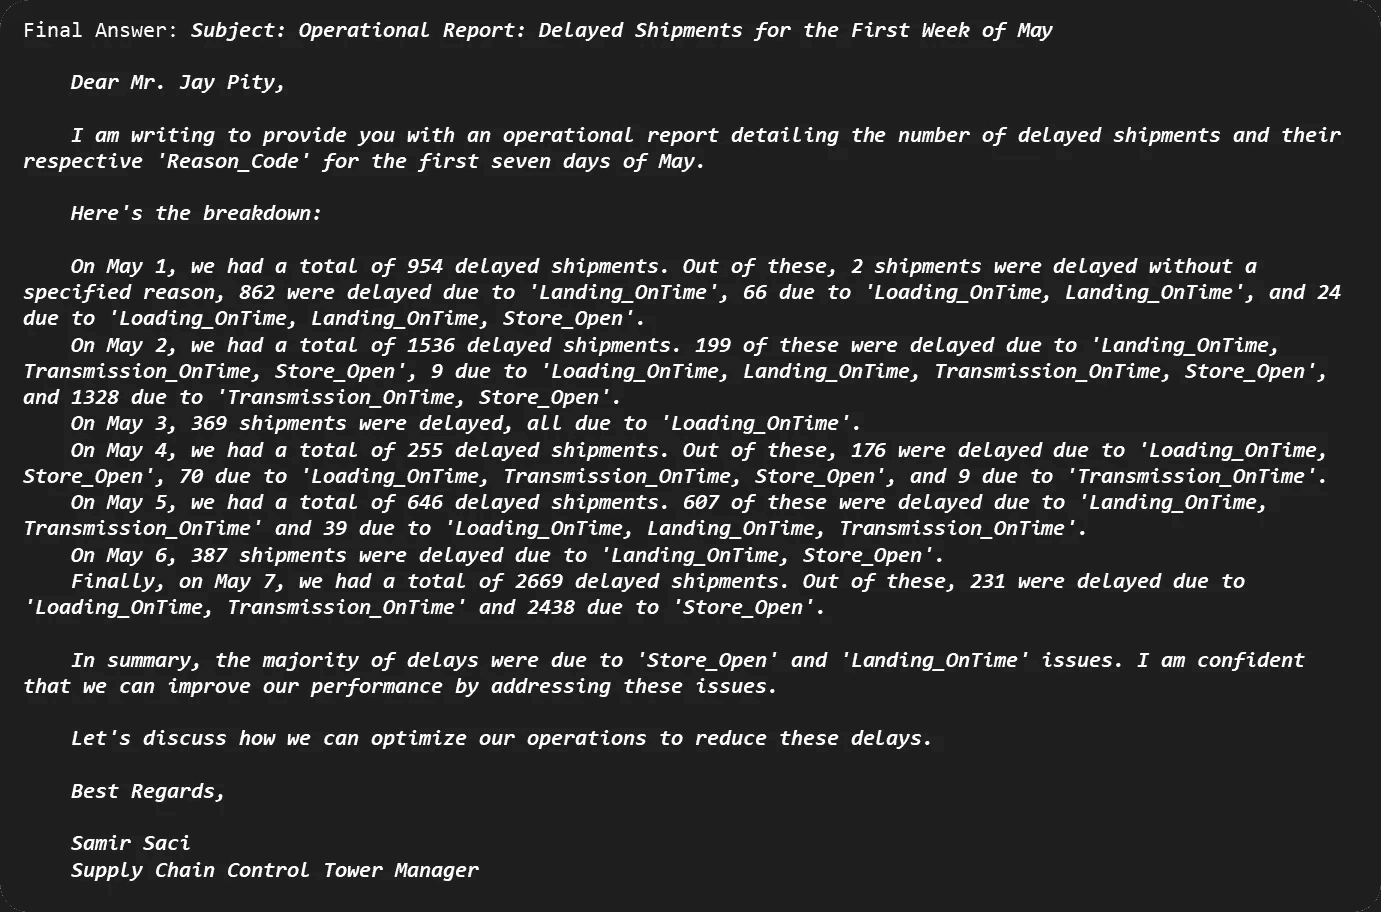 Final Answer: Subject: Operational Report: Delayed Shipments for the First Week of May
Dear Mr. Jay Pity,
I am writing to provide you with an operational report detailing the number of delayed shipments and their
respective 'Reason_Code' for the first seven days of May.
Here's the breakdown:
On May 1, we had a total of 954 delayed shipments. Out of these, 2 shipments were delayed without a
specified reason, 862 were delayed due to 'Landing_OnTime', 66 due to 'Loading_OnTime, Landing_OnTime', and 24
due to 'Loading_OnTime, Landing_OnTime, Store_Open'.
On May 2, we had a total of 1536 delayed shipments. 199 of these were delayed due to 'Landing_OnTime,
Transmission_OnTime, Store_Open', 9 due to 'Loading_OnTime, Landing_OnTime, Transmission_OnTime, Store_Open',
and 1328 due to 'Transmission_OnTime, Store_Open'.
On May 3, 369 shipments were delayed, all due to 'Loading_OnTime'.
On May 4, we had a total of 255 delayed shipments. Out of these, 176 were delayed due to 'Loading_OnTime,
Store_Open', 70 due to 'Loading_OnTime, Transmission_OnTime, Store_Open', and 9 due to 'Transmission_OnTime'.
On May 5, we had a total of 646 delayed shipments. 607 of these were delayed due to 'Landing_OnTime,
Transmission_OnTime' and 39 due to 'Loading_OnTime, Landing_OnTime, Transmission_OnTime'.
On May 6, 387 shipments were delayed due to 'Landing_OnTime, Store_Open'.
Finally, on May 7, we had a total of 2669 delayed shipments. Out of these, 231 were delayed due to
'Loading_OnTime, Transmission_OnTime' and 2438 due to 'Store_Open'.
In summary, the majority of delays were due to 'Store_Open' and 'Landing_OnTime' issues. I am confident
that we can improve our performance by addressing these issues.
Let's discuss how we can optimize our operations to reduce these delays.
Best Regards,
Samir Saci
Supply Chain Control Tower Manager